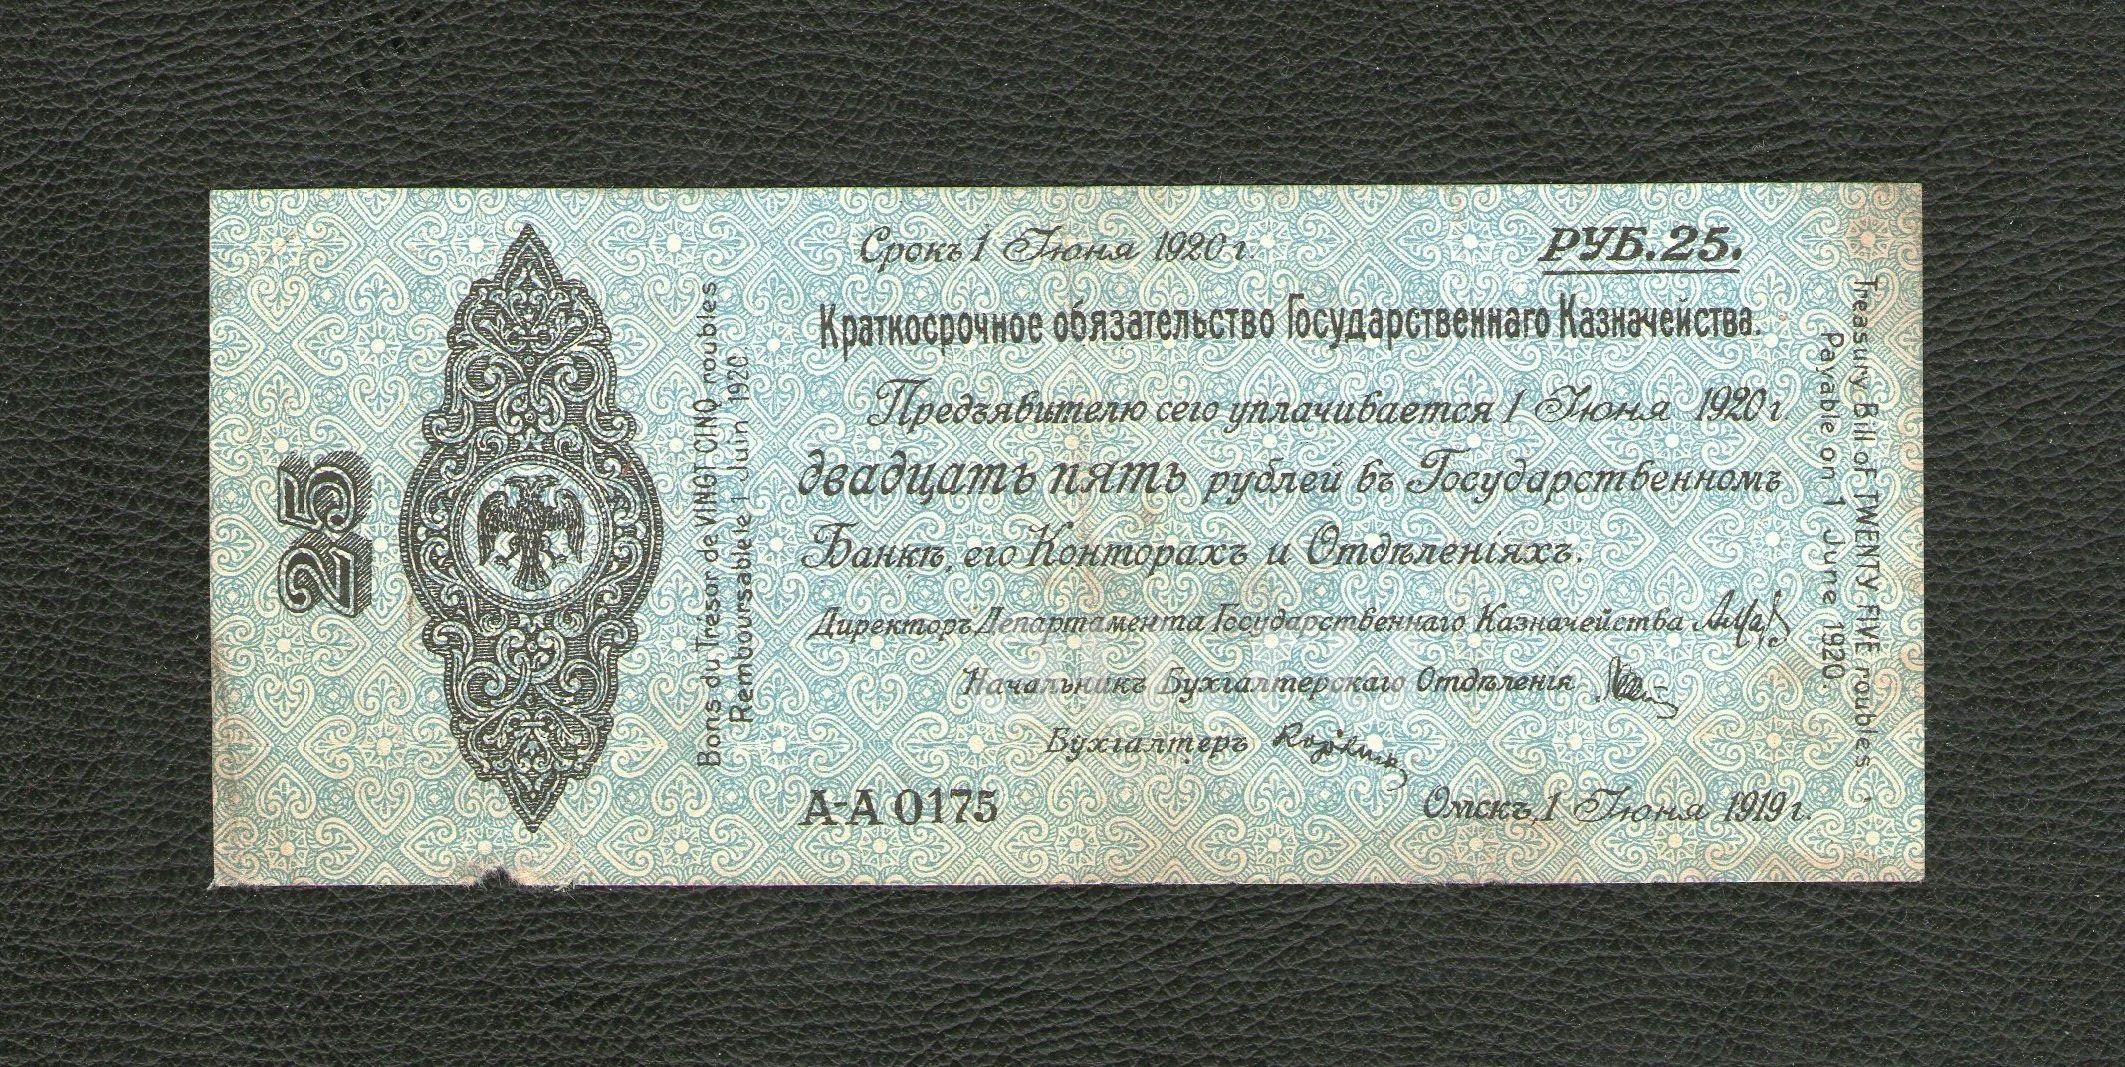 25
Bons du Trésor de VINGT CINQ roubles
Remboursable le 1 Juin 1920
Срокъ 1 Іюня 1920 г.
РУБ.25.
Краткосрочное обязательство Государственнаго Казначейства.
Предъявителю сего уплачивается 1 Іюня 1920 г
двадцать пять рублей въ Государственномъ
Банкѣ, его Конторахъ и Отдѣленіяхъ.
Директоръ Департамента Государственнаго Казначейства
Начальникъ Бухгалтерскаго Отдѣленія
Бухгалтеръ
А-А 0175
Омскъ, 1 Іюня 1919 г.
Treasury Bill of TWENTY FIVE roubles.
Payable on 1 June 1920.